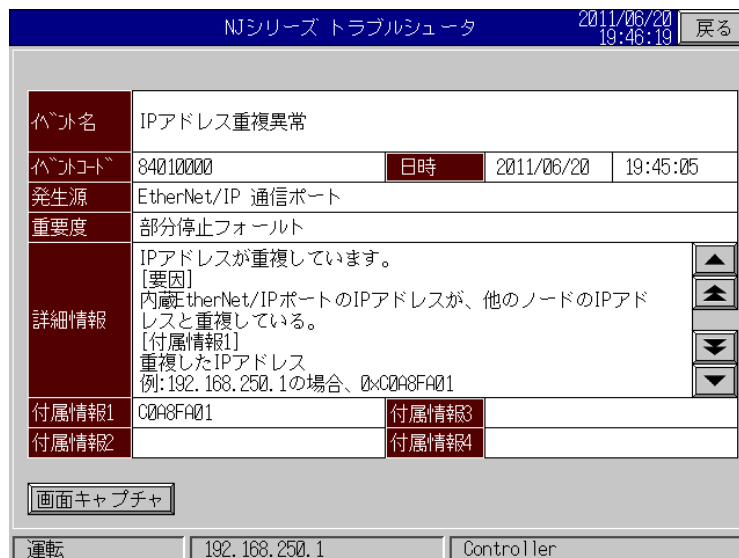 NJシリーズ トラブルシュータ
2011/06/20
19:46:19
戻る
ｲﾍﾞﾝﾄ名
IPアドレス重複異常
ｲﾍﾞﾝﾄｺｰﾄﾞ
84010000
日時
2011/06/20
19:45:05
発生源
EtherNet/IP 通信ポート
重要度
部分停止フォールト
詳細情報
IPアドレスが重複しています。
[要因]
内蔵EtherNet/IPポートのIPアドレスが、他のノードのIPアド
レスと重複している。
[付属情報1]
重複したIPアドレス
例:192.168.250.1の場合、0xC0A8FA01
付属情報1
C0A8FA01
付属情報3
付属情報2
付属情報4
画面キャプチャ
運転
192.168.250.1
Controller